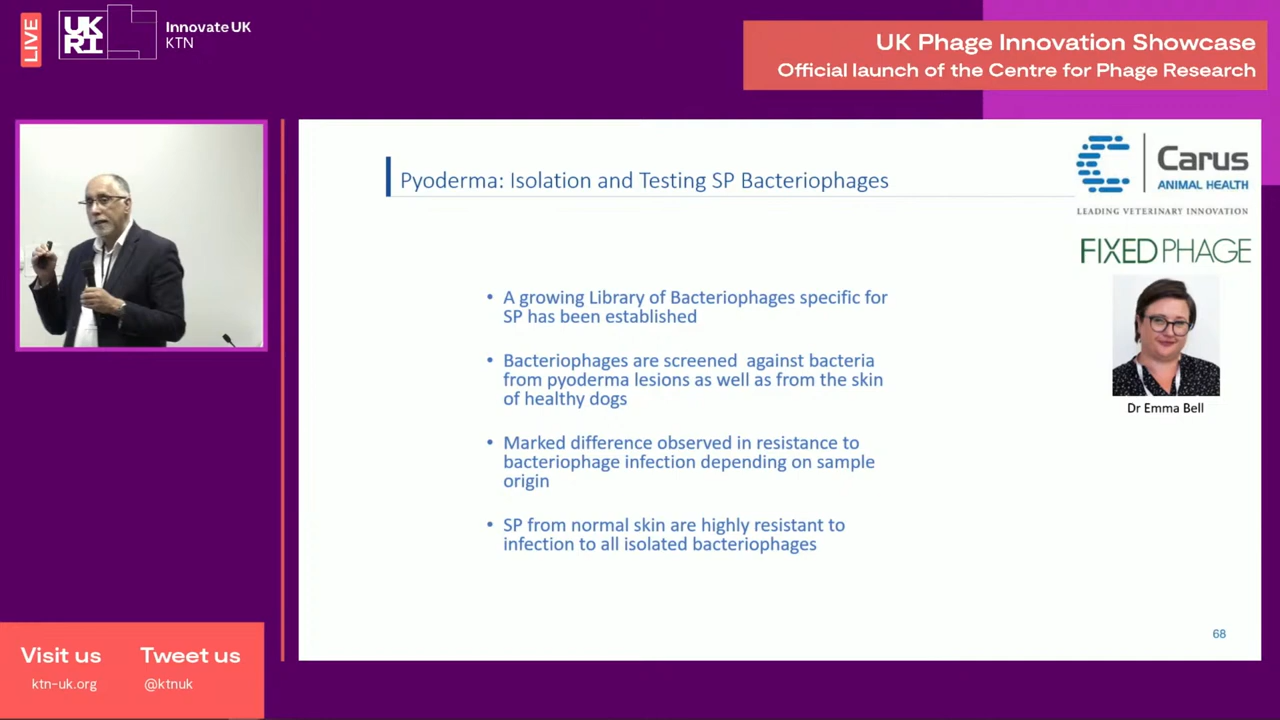 LIVE
UK
RI
Innovate UK
KTN
UK Phage Innovation Showcase
Official launch of the Centre for Phage Research
Pyoderma: Isolation and Testing SP Bacteriophages
Carus
ANIMAL HEALTH
LEADING VETERINARY INNOVATION
FIXEDPHAGE
• A growing Library of Bacteriophages specific for
SP has been established
• Bacteriophages are screened against bacteria
from pyoderma lesions as well as from the skin
of healthy dogs
• Marked difference observed in resistance to
bacteriophage infection depending on sample
origin
• SP from normal skin are highly resistant to
infection to all isolated bacteriophages
Dr Emma Bell
68
Visit us
ktn-uk.org
Tweet us
@ktnuk